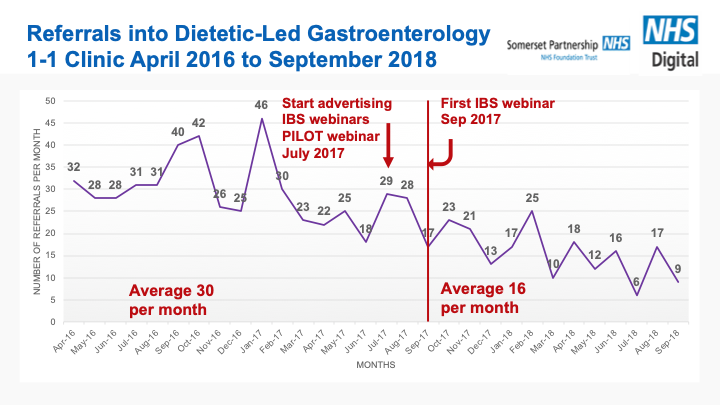 Referrals into Dietetic-Led Gastroenterology
1-1 Clinic April 2016 to September 2018
Somerset Partnership NHS
NHS Foundation Trust
NHS
Digital
50
45
40
35
30
25
20
15
10
5
0
NUMBER OF REFERRALS PER MONTH
32
28
28
31
31
40
42
26
25
46
30
23
22
25
18
29
28
17
23
21
13
17
25
10
18
12
16
6
17
9
Start advertising
IBS webinars
PILOT webinar
July 2017
First IBS webinar
Sep 2017
Average 30
per month
Average 16
per month
Apr-16
May-16
Jun-16
Jul-16
Aug-16
Sep-16
Oct-16
Nov-16
Dec-16
Jan-17
Feb-17
Mar-17
Apr-17
May-17
Jun-17
Jul-17
Aug-17
Sep-17
Oct-17
Nov-17
Dec-17
Jan-18
Feb-18
Mar-18
Apr-18
May-18
Jun-18
Jul-18
Aug-18
Sep-18
MONTHS